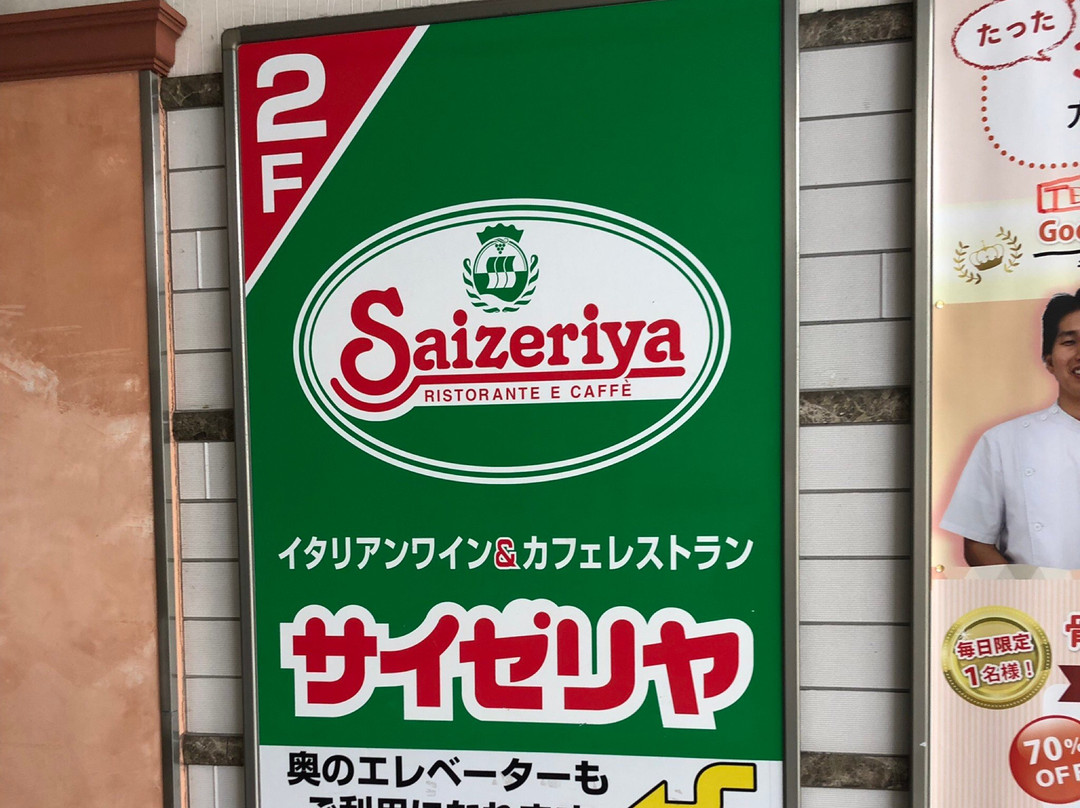 2F
Saizeriya
RISTORANTE E CAFFÈ
イタリアンワイン&カフェレストラン
サイゼリヤ
奥のエレベーターも
たった
毎日限定
1名様!
70%
OFF